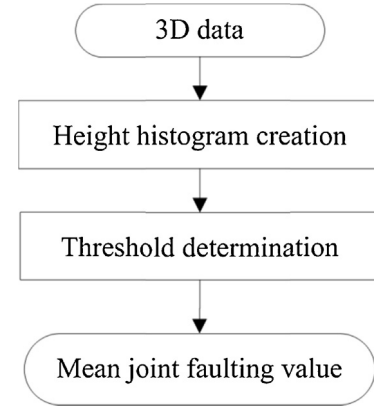 3D data
Height histogram creation
Threshold determination
Mean joint faulting value